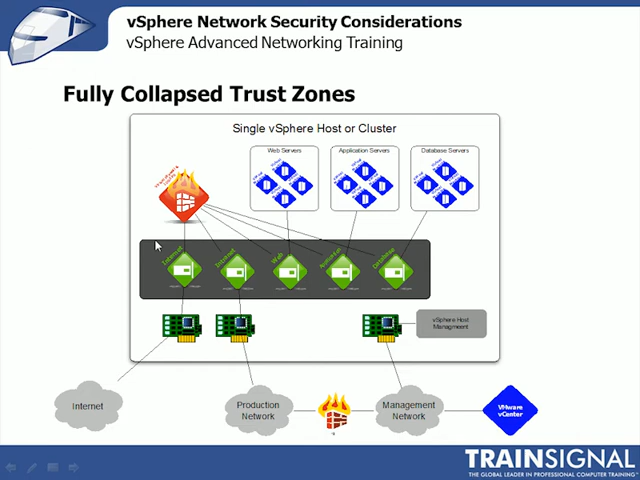 vSphere Network Security Considerations
vSphere Advanced Networking Training
Fully Collapsed Trust Zones
Single vSphere Host or Cluster
Web Servers
Application Servers
Database Servers
Internet
Internet
Web
Database
vSphere Host
Managment
Internet
Production
Network
Management
Network
VMware
vCenter
TRAINSIGNAL
THE GLOBAL LEADER IN PROFESSIONAL COMPUTER TRAINING